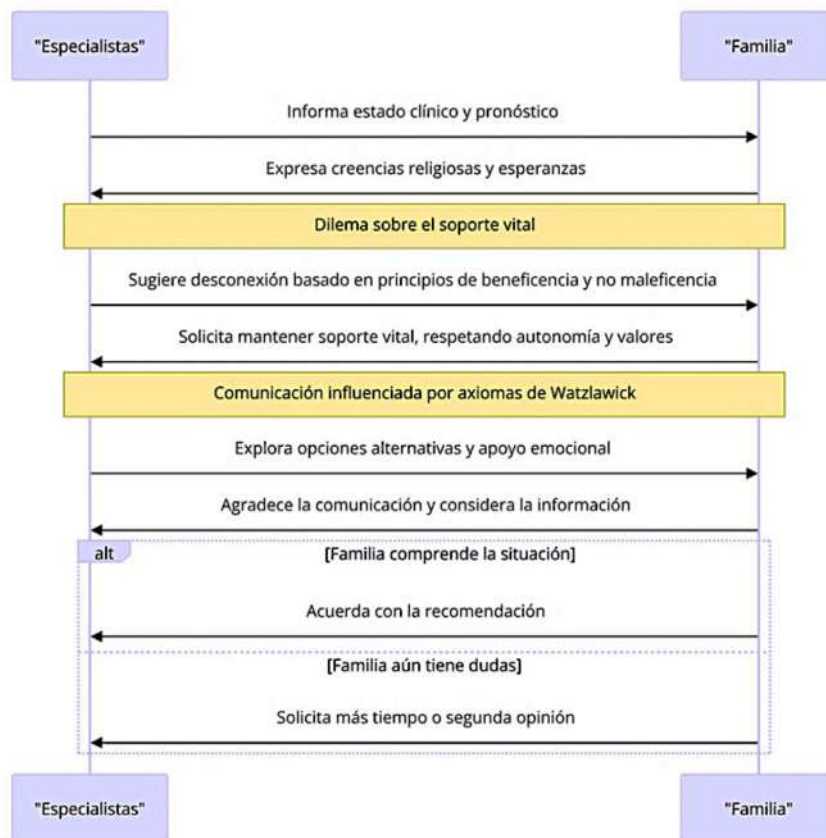 "Especialistas"
"Familia"
Informa estado clínico y pronóstico
Expresa creencias religiosas y esperanzas
Dilema sobre el soporte vital
Sugiere desconexión basado en principios de beneficencia y no maleficencia
Solicita mantener soporte vital, respetando autonomía y valores
Comunicación influenciada por axiomas de Watzlawick
Explora opciones alternativas y apoyo emocional
Agradece la comunicación y considera la información
alt
[Familia comprende la situación]
Acuerda con la recomendación
[Familia aún tiene dudas]
Solicita más tiempo o segunda opinión
"Especialistas"
"Familia"